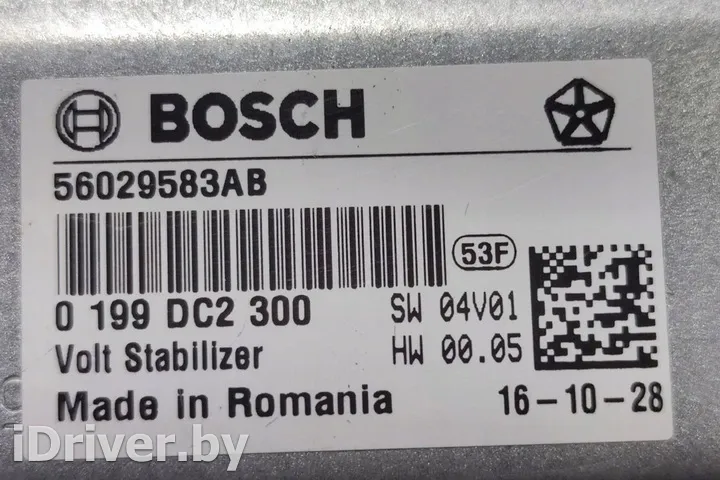 BOSCH
56029583AB
53F
0 199 DC2 300 SW 04V01
Volt Stabilizer HW 00.05
Made in Romania 16-10-28
iDriver.by